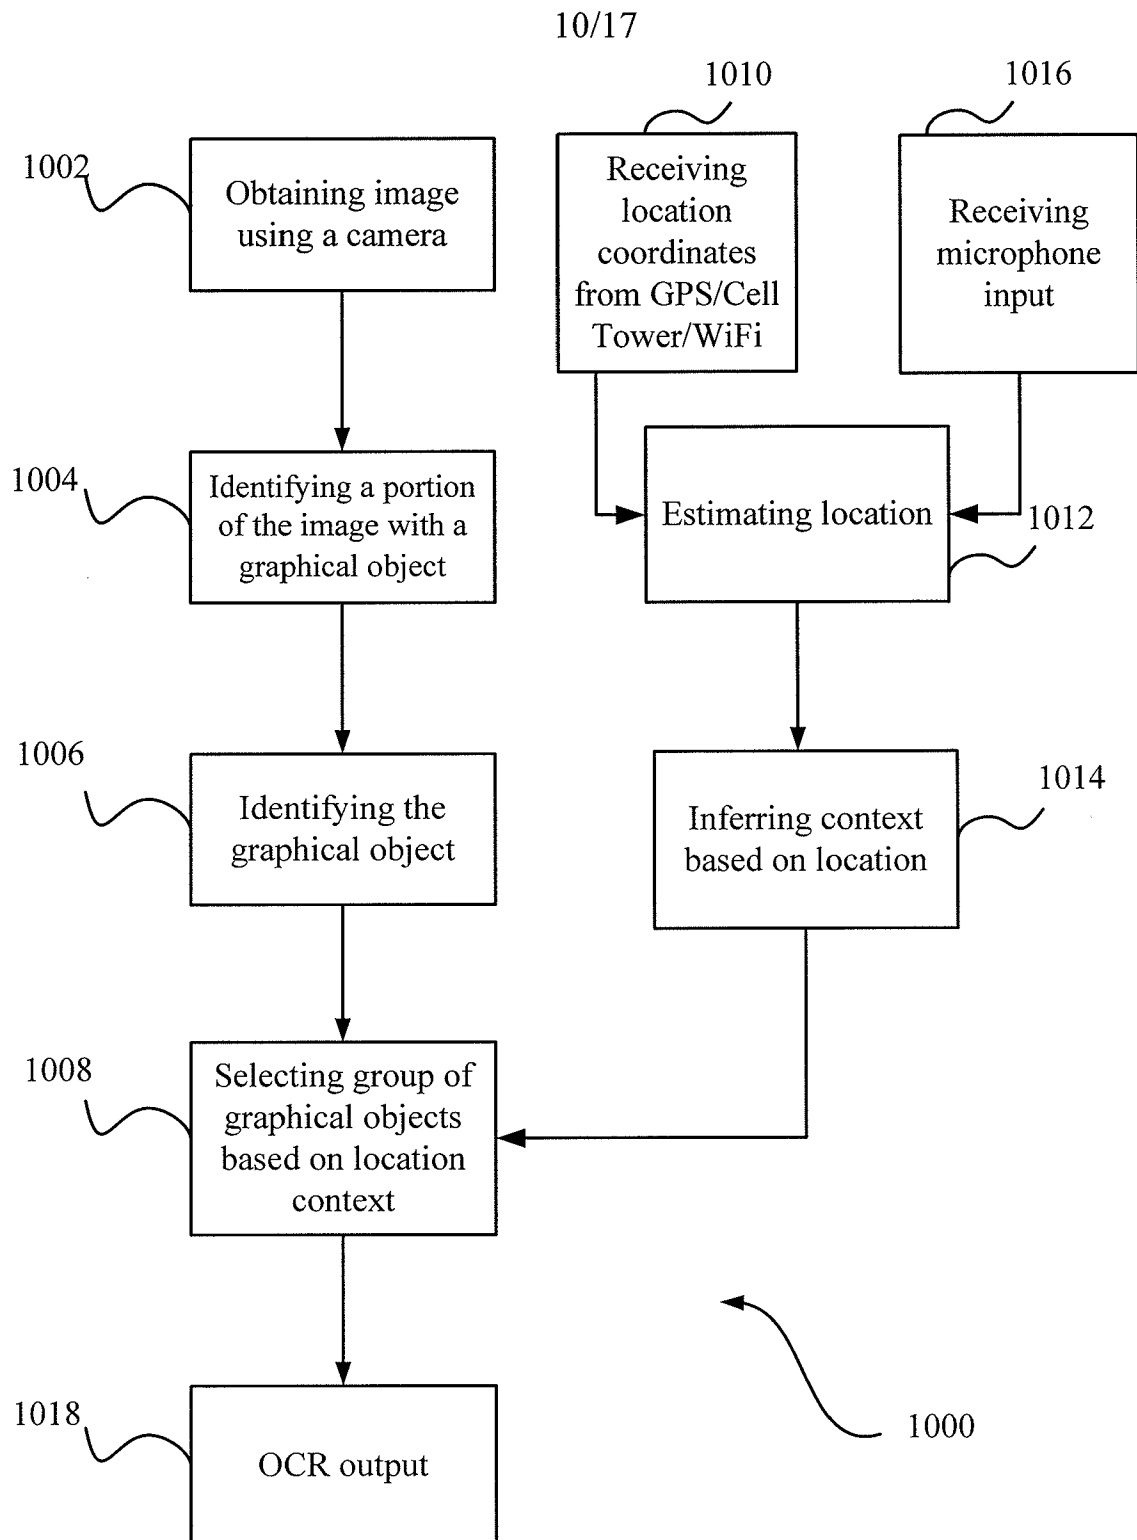 10/17
1010
1016
1002
Obtaining image
using a camera
Receiving
location
coordinates
from GPS/Cell
Tower/WiFi
Receiving
microphone
input
1004
Identifying a portion
of the image with a
graphical object
Estimating location
1012
1006
Identifying the
graphical object
Inferring context
based on location
1014
1008
Selecting group of
graphical objects
based on location
context
1018
OCR output
1000